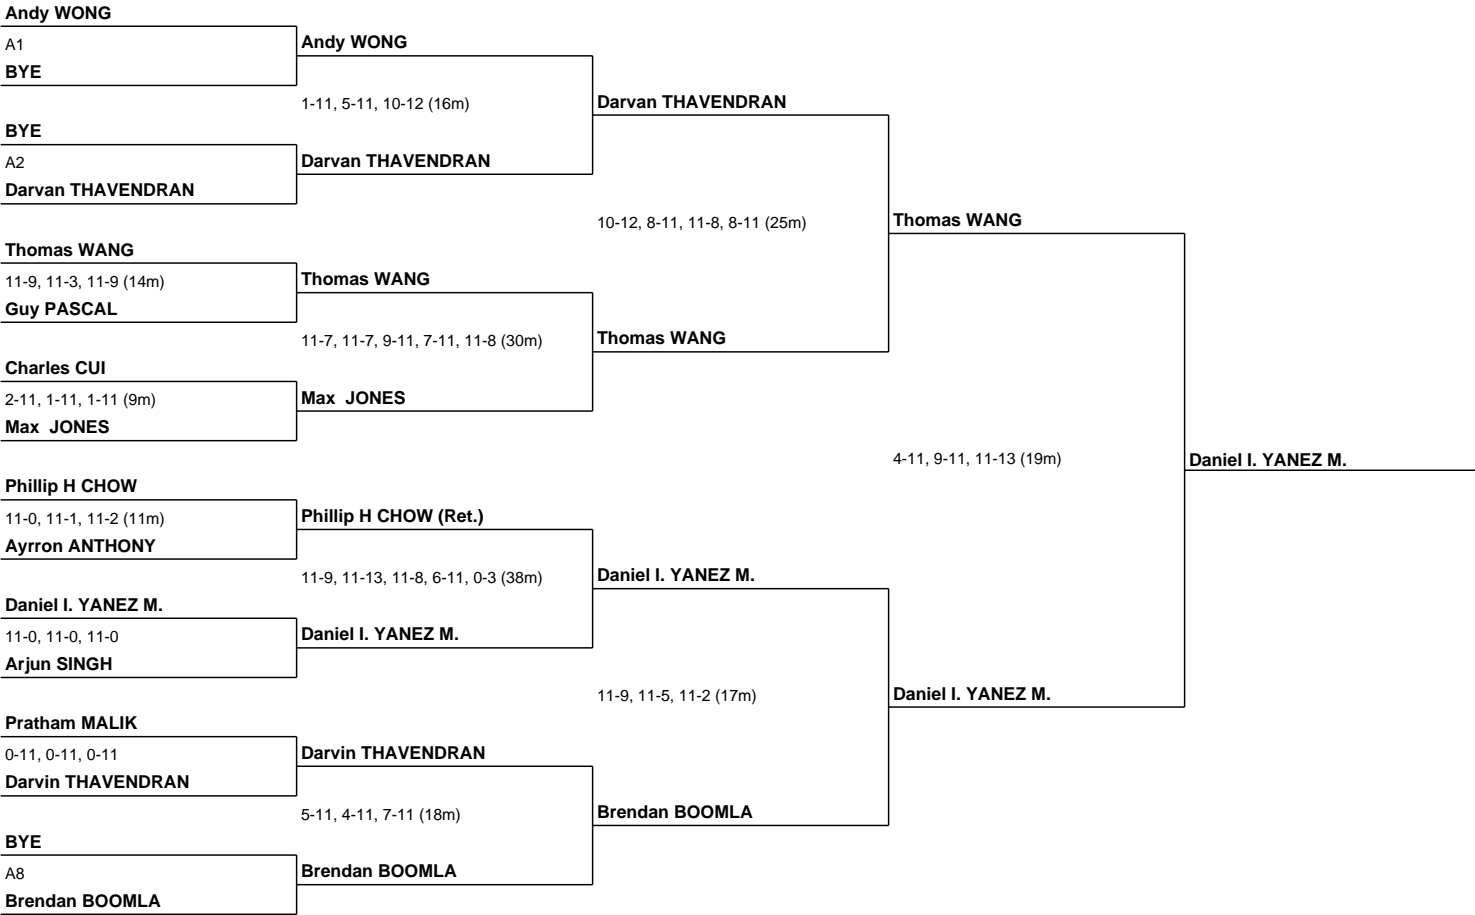 Andy WONG
A1
BYE
BYE
A2
Darvan THAVENDRAN
Thomas WANG
11-9, 11-3, 11-9 (14m)
Guy PASCAL
Charles CUI
2-11, 1-11, 1-11 (9m)
Max  JONES
Phillip H CHOW
11-0, 11-1, 11-2 (11m)
Ayrron ANTHONY
Daniel I. YANEZ M.
11-0, 11-0, 11-0
Arjun SINGH
Pratham MALIK
0-11, 0-11, 0-11
Darvin THAVENDRAN
BYE
A8
Brendan BOOMLA
Andy WONG
1-11, 5-11, 10-12 (16m)
Darvan THAVENDRAN
Thomas WANG
11-7, 11-7, 9-11, 7-11, 11-8 (30m)
Max  JONES
Phillip H CHOW (Ret.)
11-9, 11-13, 11-8, 6-11, 0-3 (38m)
Daniel I. YANEZ M.
Darvin THAVENDRAN
5-11, 4-11, 7-11 (18m)
Brendan BOOMLA
Darvan THAVENDRAN
10-12, 8-11, 11-8, 8-11 (25m)
Thomas WANG
Daniel I. YANEZ M.
11-9, 11-5, 11-2 (17m)
Brendan BOOMLA
Thomas WANG
4-11, 9-11, 11-13 (19m)
Daniel I. YANEZ M.
Daniel I. YANEZ M.